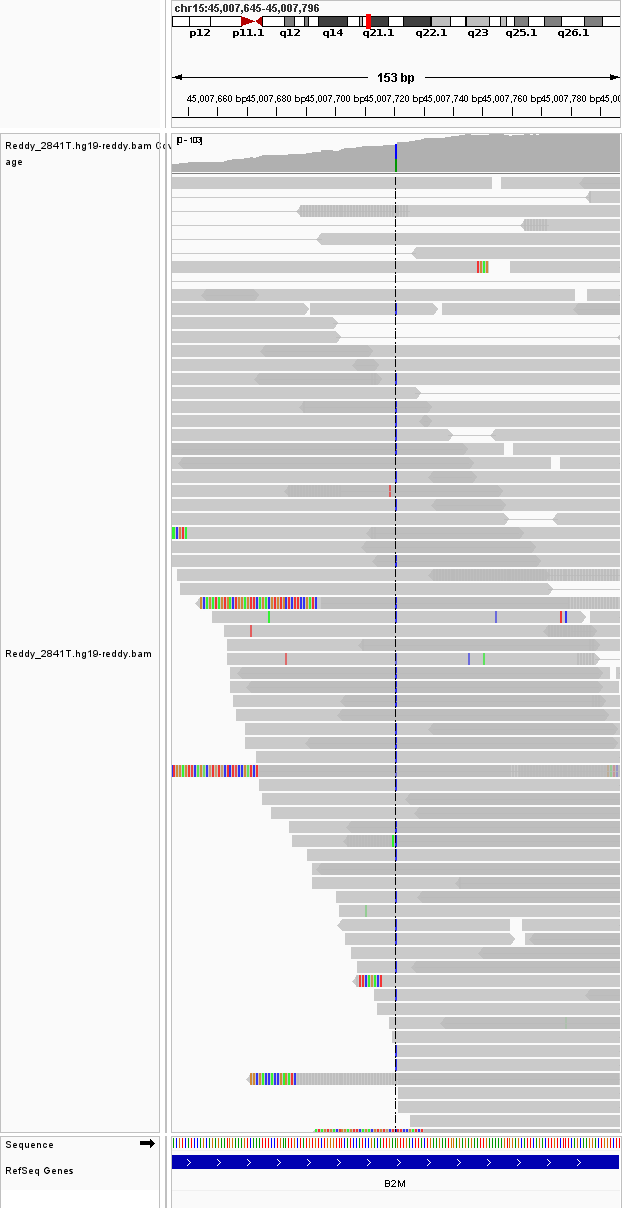 chr15:45,007,645-45,007,796
p12 p11.1 q12 q14 q21.1 q22.1 q23 q25.1 q26.1
153 bp
45,007,660 bp 45,007,680 bp 45,007,700 bp 45,007,720 bp 45,007,740 bp 45,007,760 bp 45,007,780 bp 45,00
Reddy_2841T.hg19-reddy.bam Cov
age
[0 - 103]
Reddy_2841T.hg19-reddy.bam
Sequence
RefSeq Genes
B2M